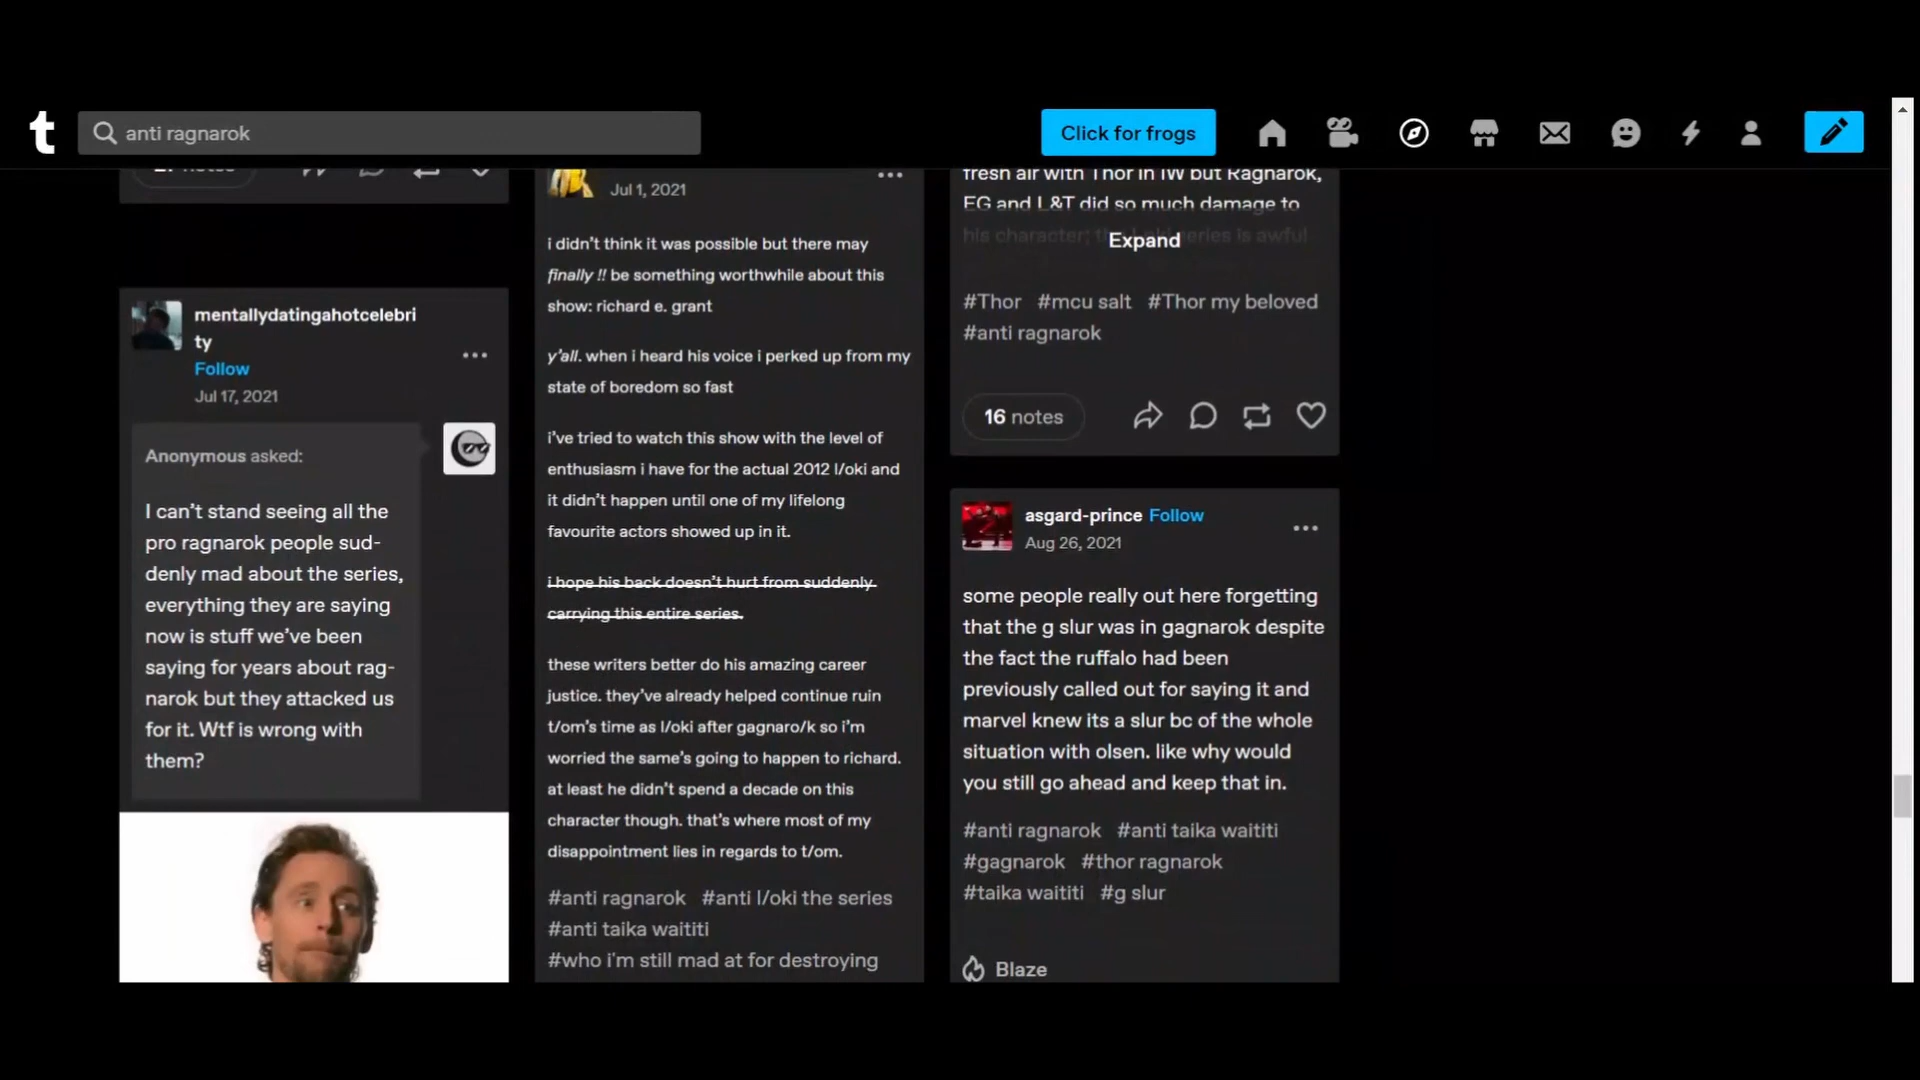 t
anti ragnarok
Click for frogs
mentallydatingahotcelebri
ty
Follow
Jul 17, 2021
Anonymous asked:
I can't stand seeing all the
pro ragnarok people sud-
denly mad about the series,
everything they are saying
now is stuff we've been
saying for years about rag-
narok but they attacked us
for it. Wtf is wrong with
them?
Jul 1, 2021
i didn't think it was possible but there may
finally !! be something worthwhile about this
show: richard e. grant
y'all. when i heard his voice i perked up from my
state of boredom so fast
i've tried to watch this show with the level of
enthusiasm i have for the actual 2012 l/oki and
it didn't happen until one of my lifelong
favourite actors showed up in it.
i hope his back doesn't hurt from suddenly
carrying this entire series.
these writers better do his amazing career
justice. they've already helped continue ruin
t/om's time as l/oki after gagnaro/k so i'm
worried the same's going to happen to richard.
at least he didn't spend a decade on this
character though. that's where most of my
disappointment lies in regards to t/om.
#anti ragnarok #anti l/oki the series
#anti taika waititi
#who i'm still mad at for destroying
fresh air with Thor in IW but Ragnarok,
EG and L&T did so much damage to
his character; the Loki series is awful
Expand
#Thor #mcu salt #Thor my beloved
#anti ragnarok
16 notes
asgard-prince Follow
Aug 26, 2021
some people really out here forgetting
that the g slur was in gagnarok despite
the fact the ruffalo had been
previously called out for saying it and
marvel knew its a slur bc of the whole
situation with olsen. like why would
you still go ahead and keep that in.
#anti ragnarok #anti taika waititi
#gagnarok #thor ragnarok
#taika waititi #g slur
Blaze